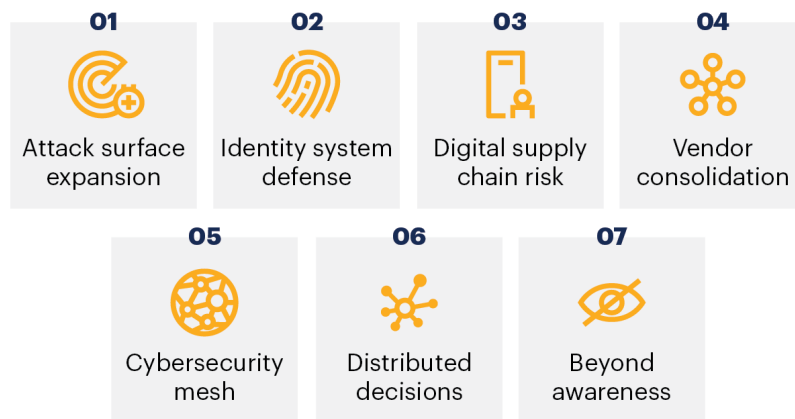 01
Attack surface
expansion
02
Identity system
defense
03
Digital supply
chain risk
04
Vendor
consolidation
05
Cybersecurity
mesh
06
Distributed
decisions
07
Beyond
awareness